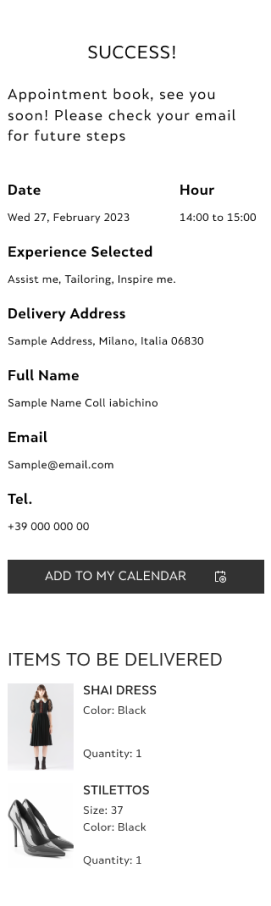 SUCCESS!
Appointment book, see you
soon! Please check your email
for future steps
Date Hour
Wed 27, February 2023 14:00 to 15:00
Experience Selected
Assist me, Tailoring, Inspire me.
Delivery Address
Sample Address, Milano, Italia 06830
Full Name
Sample Name Coll iabichino
Email
Sample@email.com
Tel.
+39 000 000 00
ADD TO MY CALENDAR
ITEMS TO BE DELIVERED
SHAI DRESS
Color: Black
Quantity: 1
STILETTOS
Size: 37
Color: Black
Quantity: 1